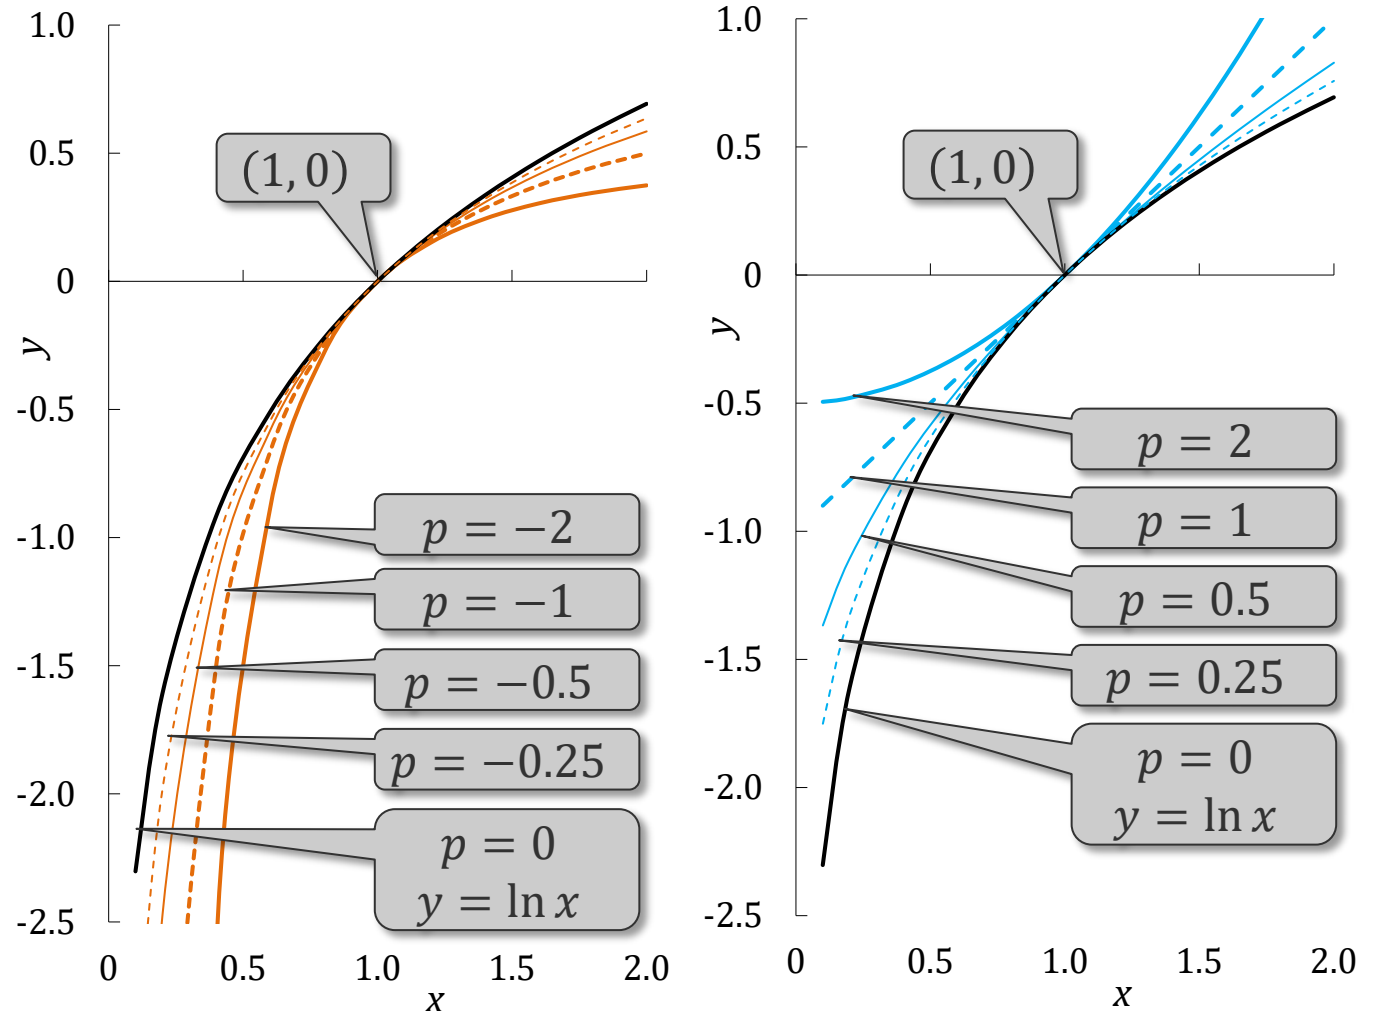 1.0
0.5
0
-0.5
-1.0
-1.5
-2.0
-2.5
y
0 0.5 1.0 1.5 2.0
x
(1, 0)
p = −2
p = −1
p = −0.5
p = −0.25
p = 0
y = ln x
1.0
0.5
0
-0.5
-1.0
-1.5
-2.0
-2.5
y
0 0.5 1.0 1.5 2.0
x
(1, 0)
p = 2
p = 1
p = 0.5
p = 0.25
p = 0
y = ln x